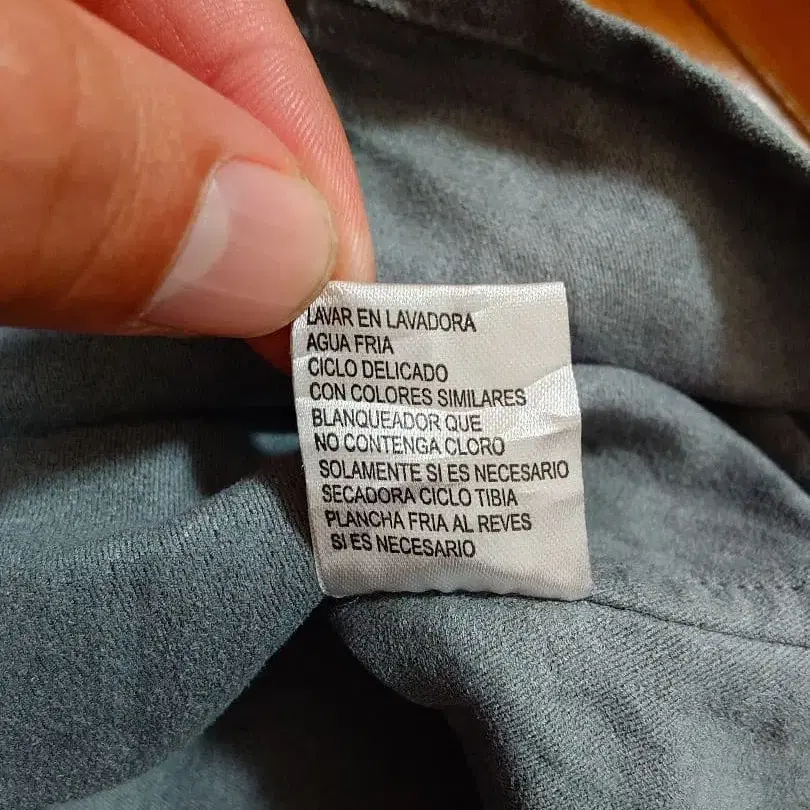 LAVAR EN LAVADORA
AGUA FRIA
CICLO DELICADO
CON COLORES SIMILARES
BLANQUEADOR QUE
NO CONTENGA CLORO
SOLAMENTE SI ES NECESARIO
SECADORA CICLO TIBIA
PLANCHA FRIA AL REVES
SI ES NECESARIO